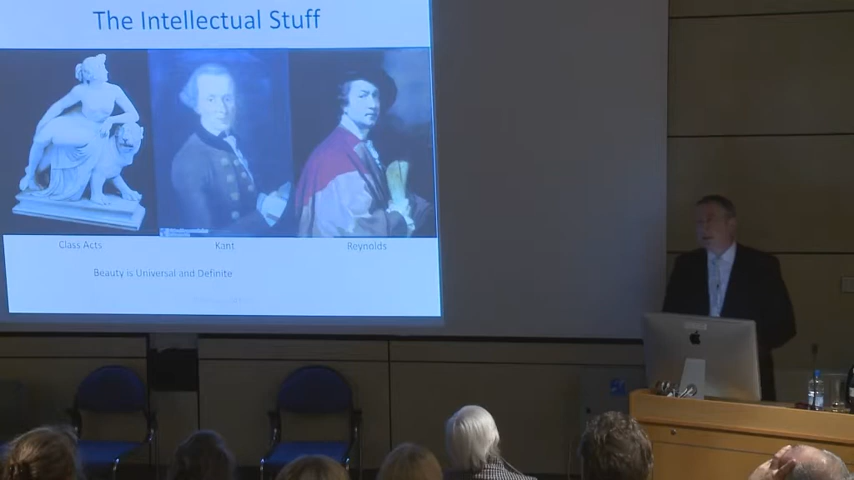 The Intellectual Stuff
Class Acts
Kant
Reynolds
Beauty is Universal and Definite